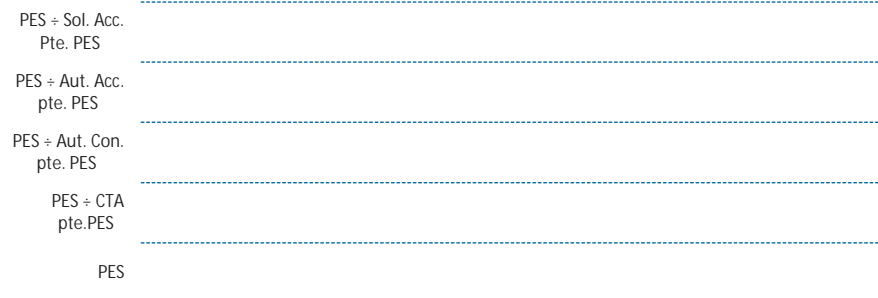 PES ÷ Sol. Acc.
Pte. PES
PES ÷ Aut. Acc.
pte. PES
PES ÷ Aut. Con.
pte. PES
PES ÷ CTA
pte.PES
PES